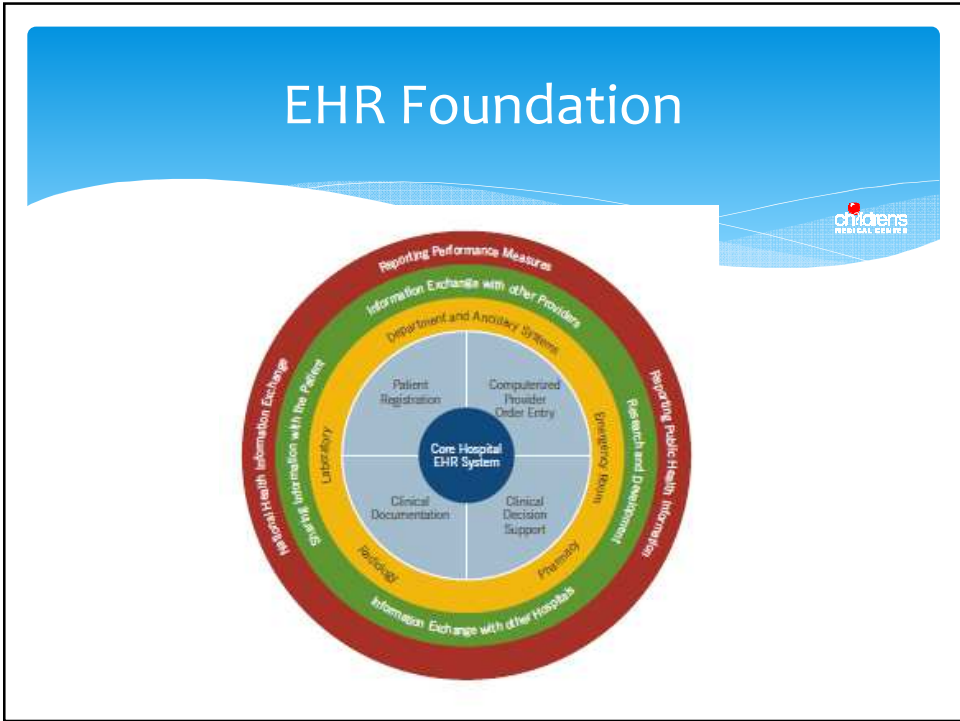 EHR Foundation
children's
MEDICAL CENTER
Reporting Performance Measures
Information Exchange with other Providers
Department and Ancillary Systems
Patient
Registration
Computerized
Provider
Order Entry
Core Hospital
EHR System
Clinical
Documentation
Clinical
Decision
Support
National Health Information Exchange
Sharing Information with the Patient
Laboratory
Emergency Room
Research and Development
Reporting Public Health Information
Radiology
Pharmacy
Information Exchange with other Hospitals